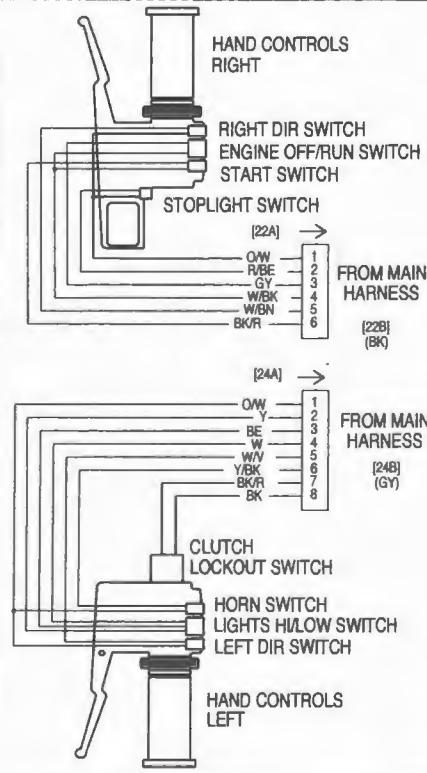 HAND CONTROLS
RIGHT
RIGHT DIR SWITCH
ENGINE OFF/RUN SWITCH
START SWITCH
STOPLIGHT SWITCH
[22A]
O/W 1
R/BE 2
GY 3
W/BK 4
W/BN 5
BK/R 6
FROM MAIN
HARNESS
[22B]
(BK)
[24A]
O/W 1
Y 2
BE 3
W 4
W/V 5
Y/BK 6
BK/R 7
BK 8
FROM MAIN
HARNESS
[24B]
(GY)
CLUTCH
LOCKOUT SWITCH
HORN SWITCH
LIGHTS HI/LOW SWITCH
LEFT DIR SWITCH
HAND CONTROLS
LEFT